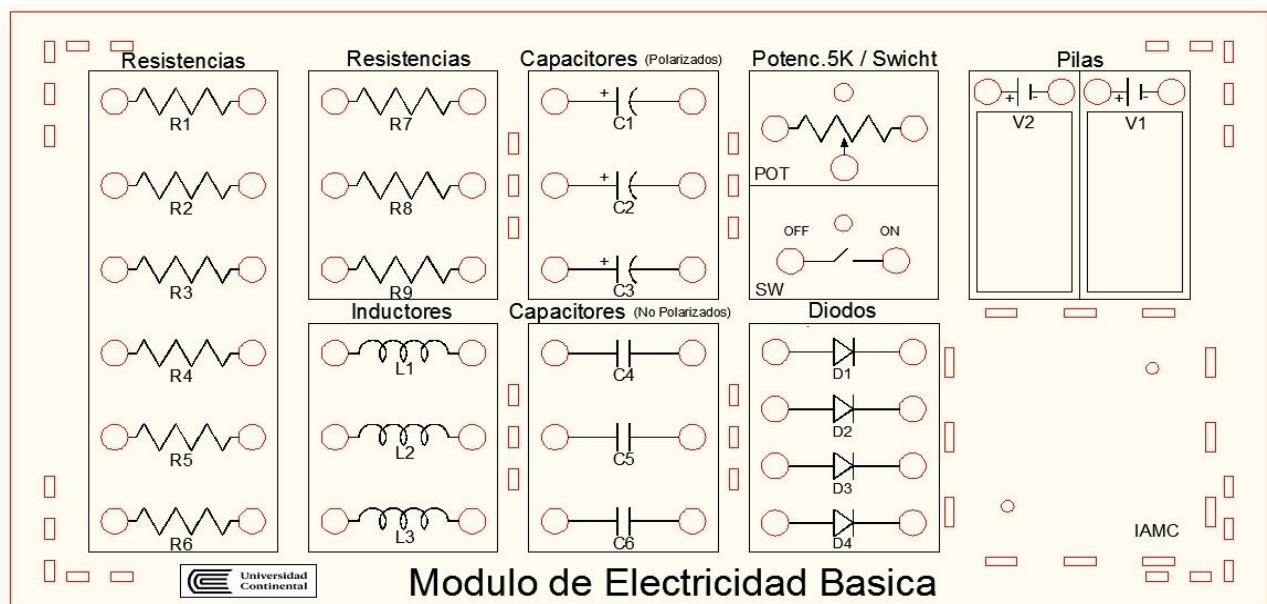 Resistencias
R1
R2
R3
R4
R5
R6
Resistencias
R7
R8
R9
Inductores
L1
L2
L3
Capacitores (Polarizados)
+
C1
+
C2
+
C3
Capacitores (No Polarizados)
C4
C5
C6
Potenc.5K / Swicht
POT
OFF ON
SW
Diodos
D1
D2
D3
D4
Pilas
+ - + -
V2 V1
IAMC
Universidad
Continental
Modulo de Electricidad Basica